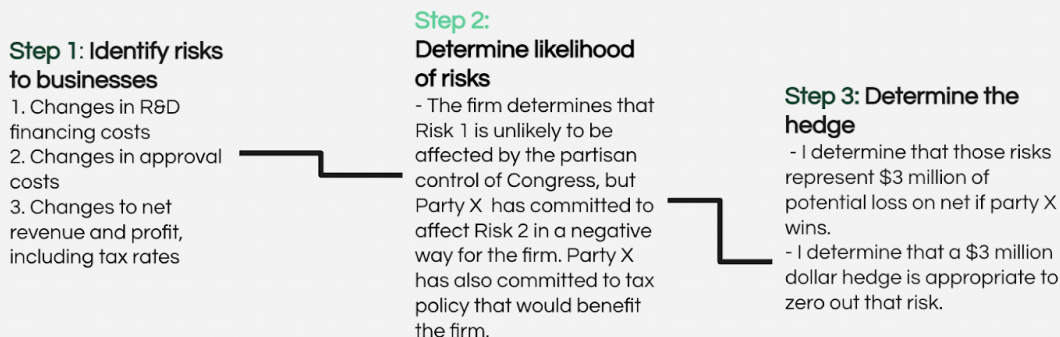 Step 1: Identify risks
to businesses
1. Changes in R&D
financing costs
2. Changes in approval
costs
3. Changes to net
revenue and profit,
including tax rates
Step 2:
Determine likelihood
of risks
- The firm determines that
Risk 1 is unlikely to be
affected by the partisan
control of Congress, but
Party X has committed to
affect Risk 2 in a negative
way for the firm. Party X
has also committed to tax
policy that would benefit
the firm.
Step 3: Determine the
hedge
- I determine that those risks
represent $3 million of
potential loss on net if party X
wins.
- I determine that a $3 million
dollar hedge is appropriate to
zero out that risk.